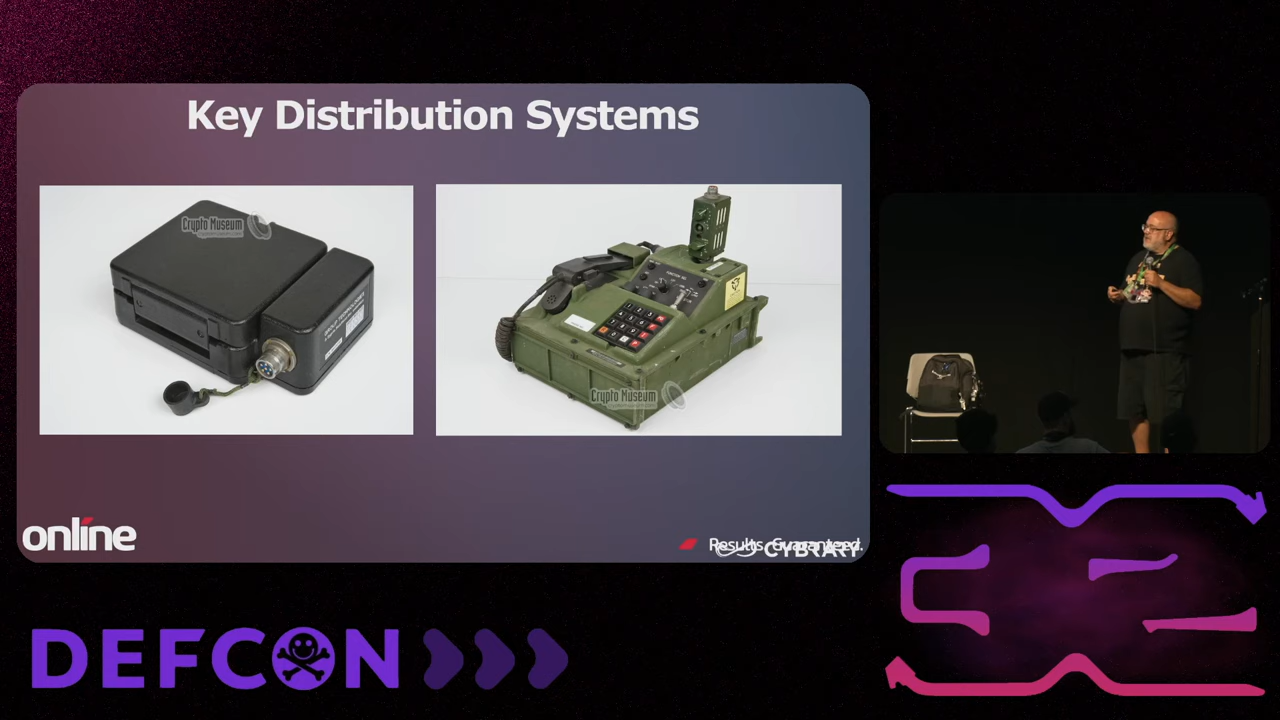 Key Distribution Systems
Crypto Museum
Crypto Museum
online
Results. Guaranteed.
CYBRARY
DEFCON